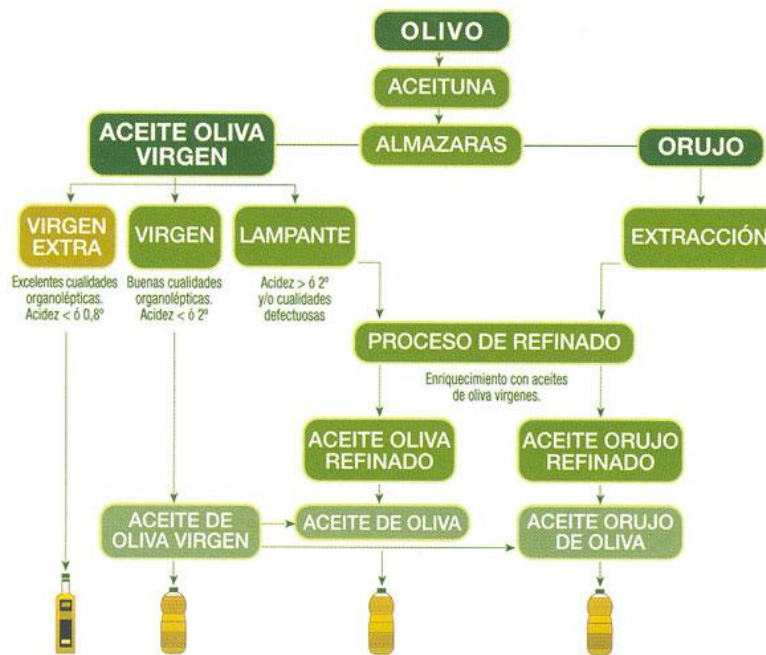 OLIVO
ACEITUNA
ALMAZARAS
ACEITE OLIVA
VIRGEN
ORUJO
VIRGEN
EXTRA
VIRGEN
LAMPANTE
EXTRACCIÓN
Excelentes cualidades
organolépticas.
Acidez < ó 0,8º
Buenas cualidades
organolépticas.
Acidez < ó 2º
Acidez > ó 2º
y/o cualidades
defectuosas
PROCESO DE REFINADO
Enriquecimiento con aceites
de oliva virgenes.
ACEITE OLIVA
REFINADO
ACEITE ORUJO
REFINADO
ACEITE DE
OLIVA VIRGEN
ACEITE DE OLIVA
ACEITE ORUJO
DE OLIVA